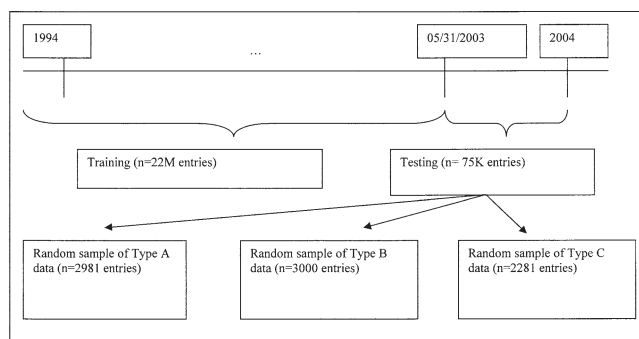 1994
...
05/31/2003
2004
Training (n=22M entries)
Testing (n= 75K entries)
Random sample of Type A
data (n=2981 entries)
Random sample of Type B
data (n=3000 entries)
Random sample of Type C
data (n=2281 entries)